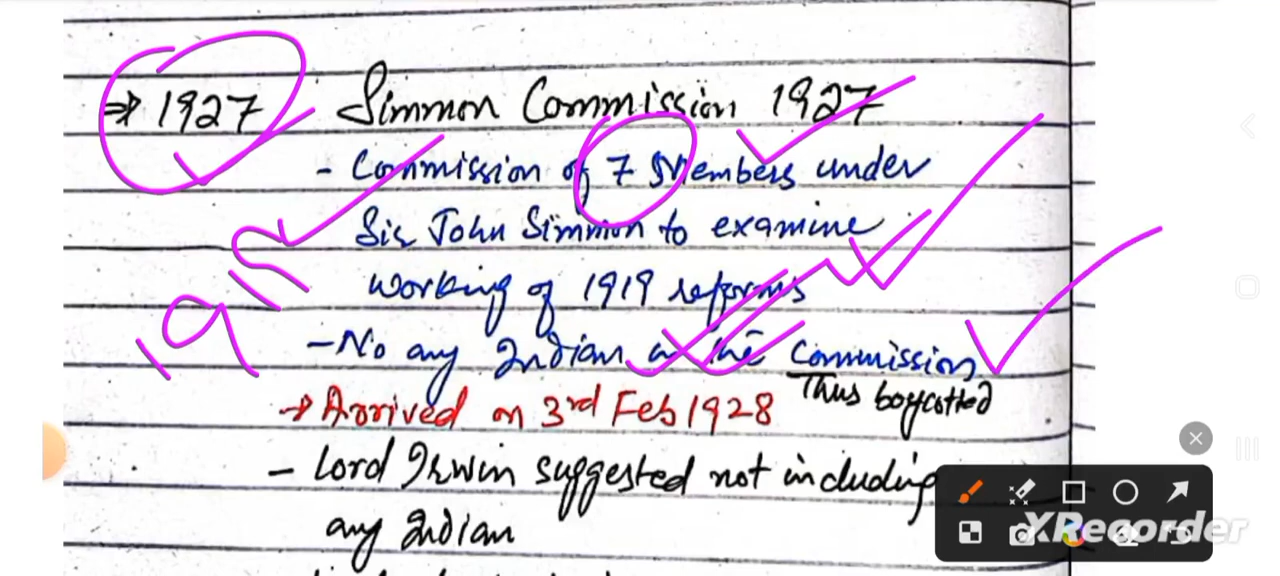 ⇒ 1927 Simmon Commission 1927
- Commission of 7 Members under
Sir John Simmon to examine
working of 1919 reforms
- No any Indian in the Commission
Thus boycotted
→ Arrived on 3rd Feb 1928
- Lord Irwin suggested not including
any Indian
XRecorder